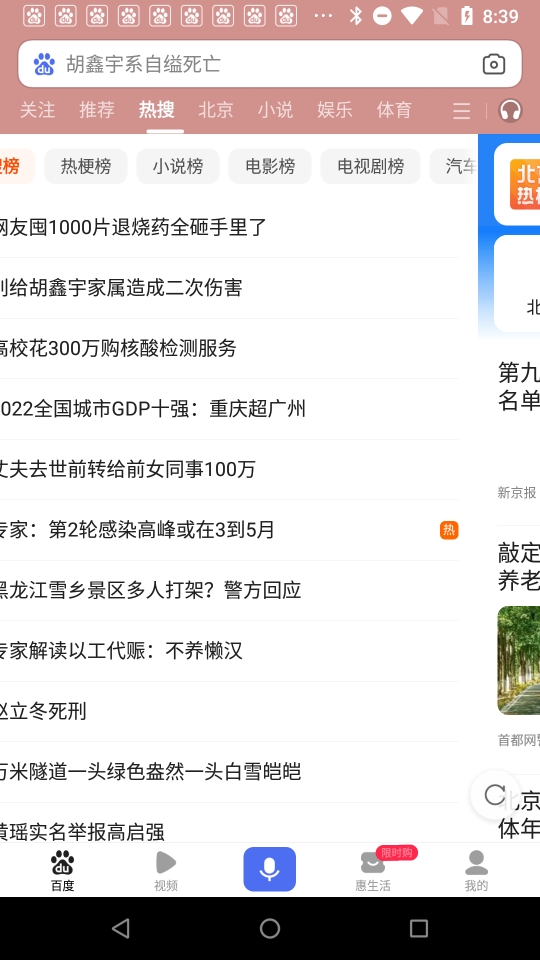 8:39
胡鑫宇系自缢死亡
关注 推荐 热搜 北京 小说 娱乐 体育
榜 热梗榜 小说榜 电影榜 电视剧榜 汽车
网友囤1000片退烧药全砸手里了
别给胡鑫宇家属造成二次伤害
高校花300万购核酸检测服务
022全国城市GDP十强：重庆超广州
丈夫去世前转给前女同事100万
专家：第2轮感染高峰或在3到5月 热
黑龙江雪乡景区多人打架？警方回应
专家解读以工代赈：不养懒汉
赵立冬死刑
万米隧道一头绿色盎然一头白雪皑皑
黄瑶实名举报高启强
北
第九
名单
新京报
敲定
养老
首都网警
北京
体年
百度 视频 惠生活 限时购 我的